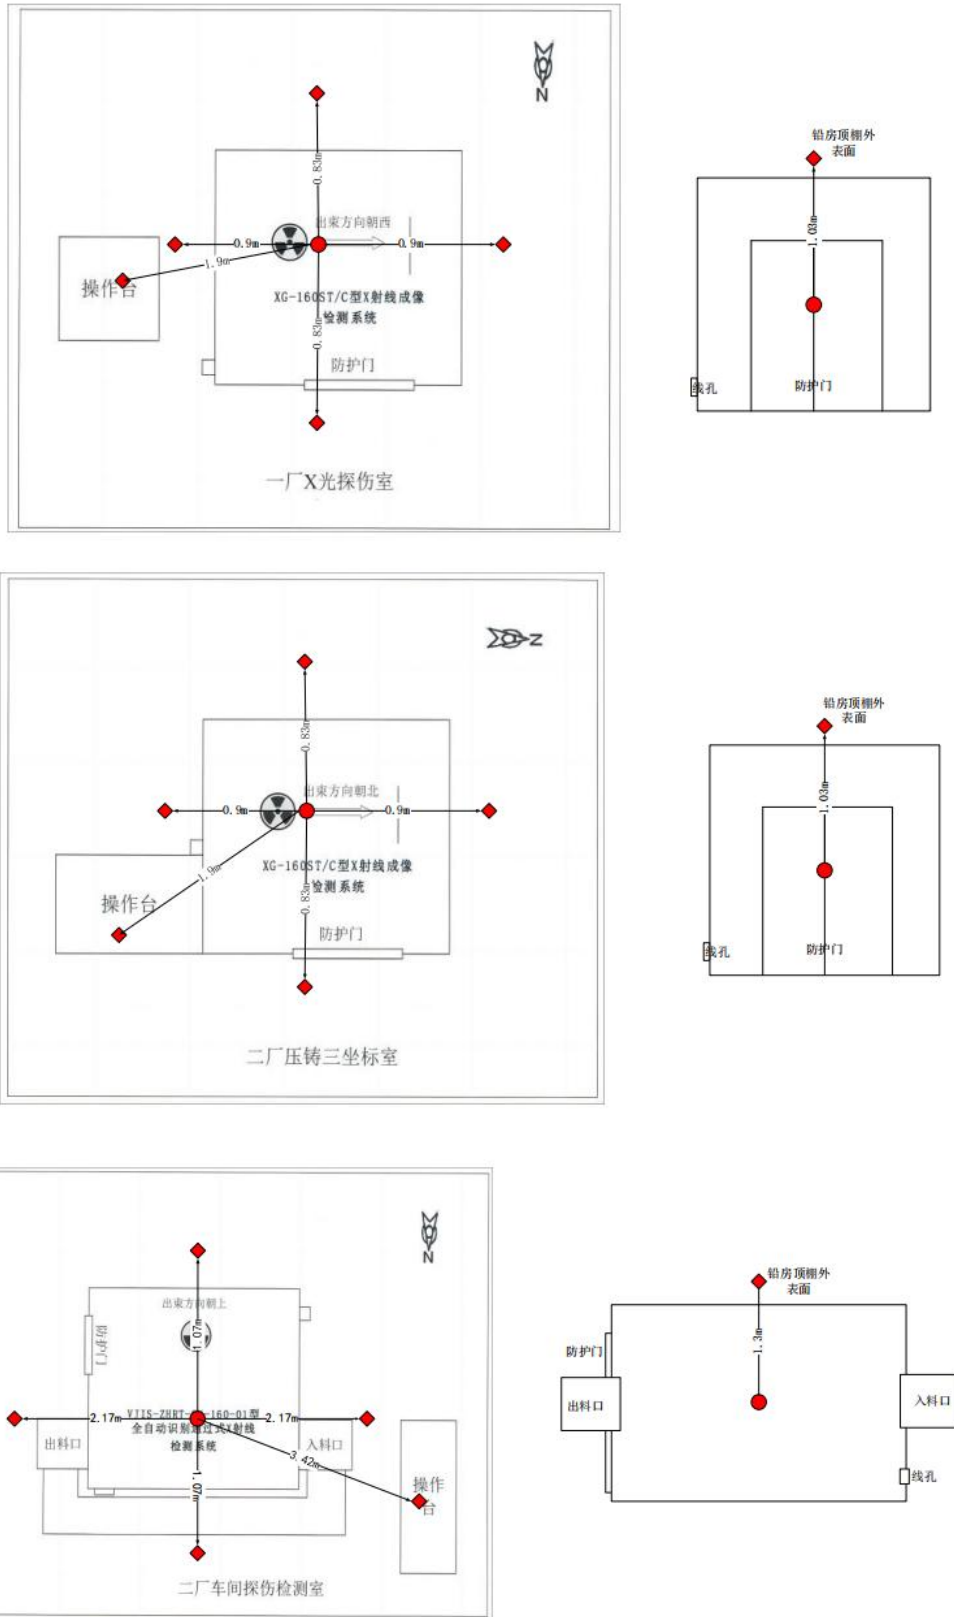 N
铅房顶棚外
表面
0.83m
出束方向朝西
0.9m
0.9m
1.9m
1.03m
操作台
XG-160ST/C型X射线成像
检测系统
0.83m
防护门
线孔
防护门
一厂X光探伤室
N
铅房顶棚外
表面
0.83m
出束方向朝北
0.9m
0.9m
1.03m
XG-160ST/C型X射线成像
检测系统
1.9m
0.83m
操作台
防护门
线孔
防护门
二厂压铸三坐标室
N
铅房顶棚外
表面
出束方向朝上
1.07m
防护门
1.3m
防护门
2.17m
2.17m
全自动识别通过式X射线
检测系统
出料口
入料口
出料口
入料口
3.42m
1.07m
操作
台
线孔
二厂车间探伤检测室